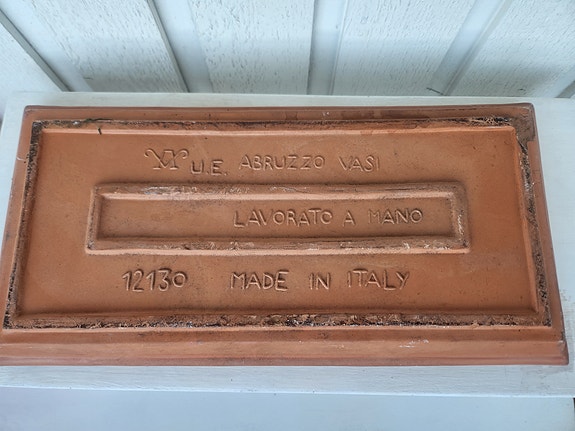 U.E. ABRUZZO VASI
LAVORATO A MANO
12130 MADE IN ITALY